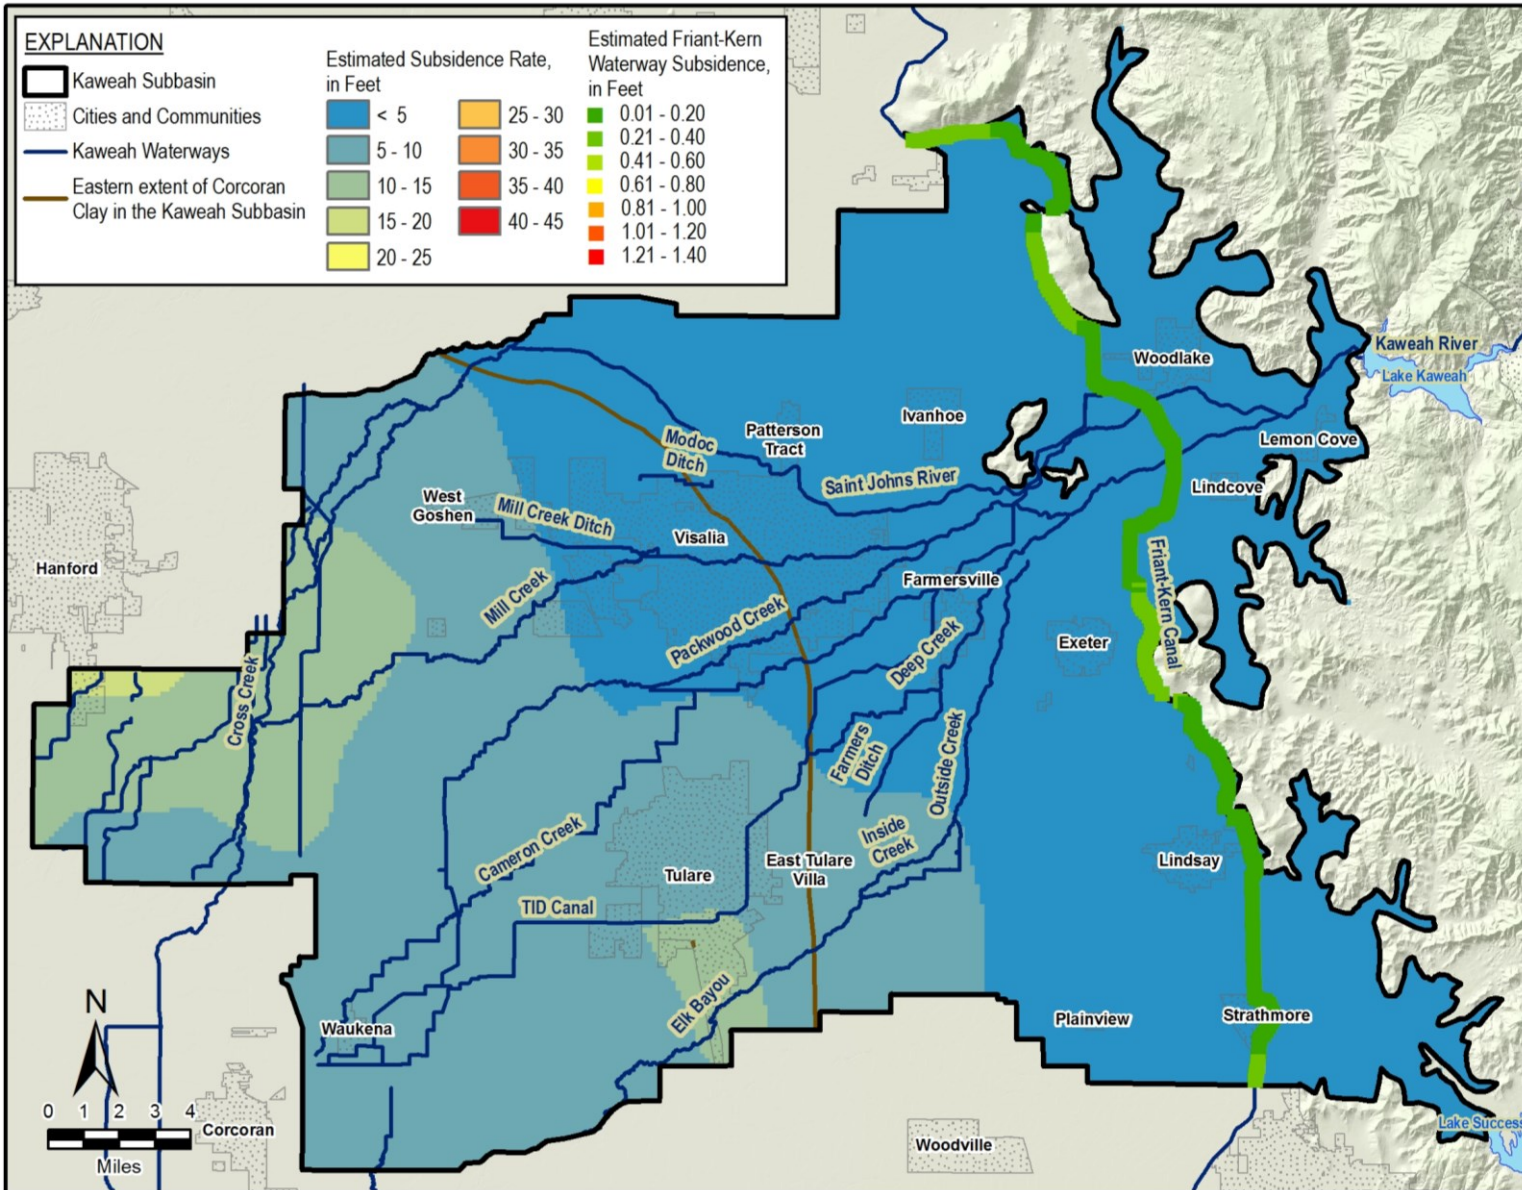 EXPLANATION
Kaweah Subbasin
Cities and Communities
Kaweah Waterways
Eastern extent of Corcoran
Clay in the Kaweah Subbasin
Estimated Subsidence Rate,
in Feet
< 5
5 - 10
10 - 15
15 - 20
20 - 25
25 - 30
30 - 35
35 - 40
40 - 45
Estimated Friant-Kern
Waterway Subsidence,
in Feet
0.01 - 0.20
0.21 - 0.40
0.41 - 0.60
0.61 - 0.80
0.81 - 1.00
1.01 - 1.20
1.21 - 1.40
Kaweah River
Lake Kaweah
Woodlake
Ivanhoe
Patterson
Tract
Modoc
Ditch
Lemon Cove
Saint Johns River
Lindcove
West
Goshen
Mill Creek Ditch
Visalia
Hanford
Mill Creek
Farmersville
Friant-Kern Canal
Packwood Creek
Deep Creek
Exeter
Cross Creek
Farmers
Ditch
Outside Creek
Inside
Creek
Cameron Creek
Tulare
East Tulare
Villa
Lindsay
TID Canal
Elk Bayou
Waukena
Plainview
Strathmore
N
0 1 2 3 4
Miles
Corcoran
Woodville
Lake Success